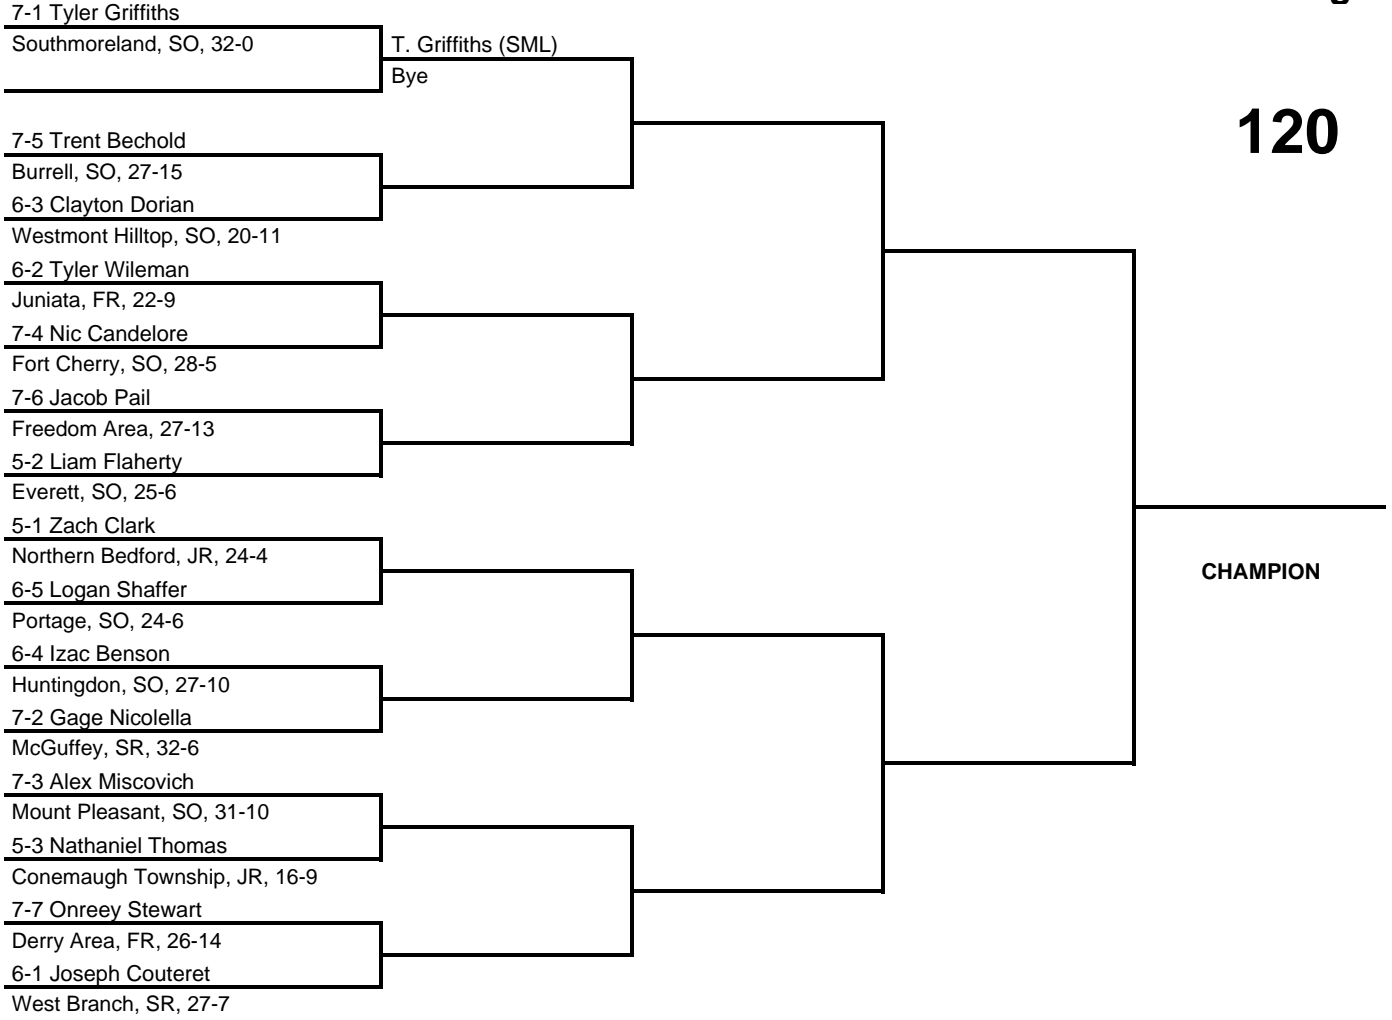 7-1 Tyler Griffiths
Southmoreland, SO, 32-0
T. Griffiths (SML)
Bye
120
7-5 Trent Bechold
Burrell, SO, 27-15
6-3 Clayton Dorian
Westmont Hilltop, SO, 20-11
6-2 Tyler Wileman
Juniata, FR, 22-9
7-4 Nic Candelore
Fort Cherry, SO, 28-5
7-6 Jacob Pail
Freedom Area, 27-13
5-2 Liam Flaherty
Everett, SO, 25-6
5-1 Zach Clark
Northern Bedford, JR, 24-4
6-5 Logan Shaffer
Portage, SO, 24-6
CHAMPION
6-4 Izac Benson
Huntingdon, SO, 27-10
7-2 Gage Nicolella
McGuffey, SR, 32-6
7-3 Alex Miscovich
Mount Pleasant, SO, 31-10
5-3 Nathaniel Thomas
Conemaugh Township, JR, 16-9
7-7 Onreey Stewart
Derry Area, FR, 26-14
6-1 Joseph Couteret
West Branch, SR, 27-7